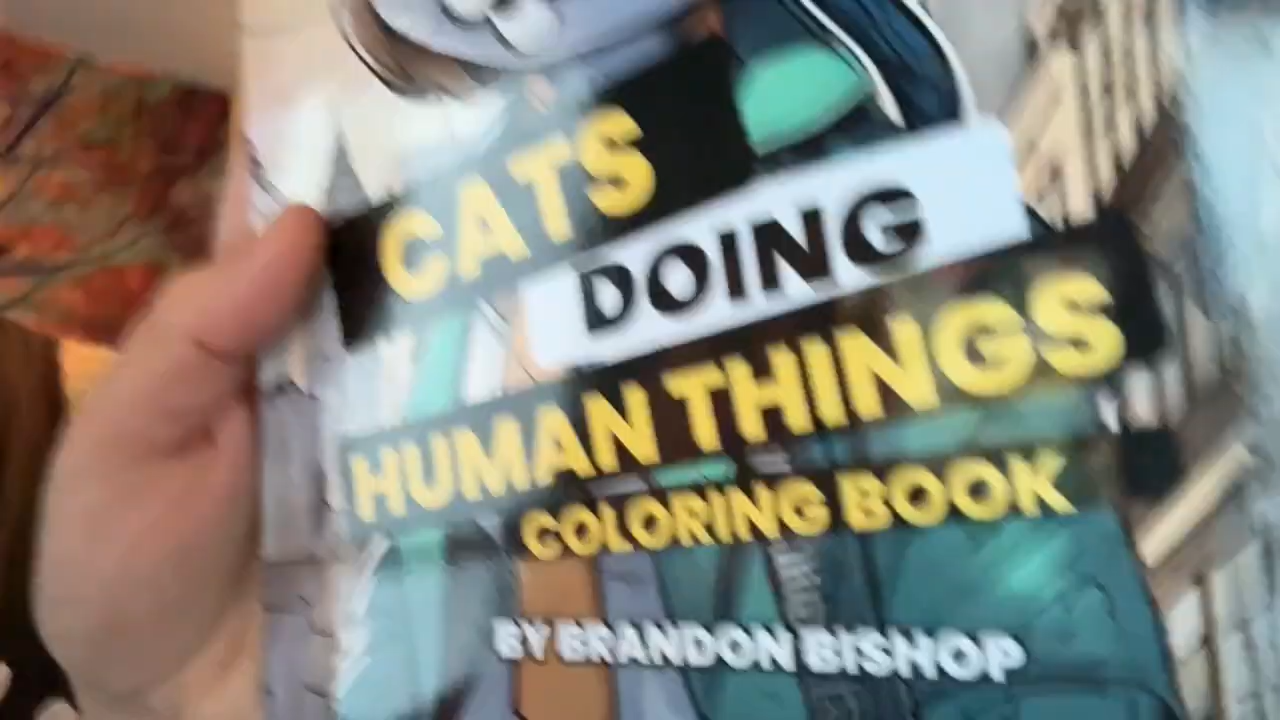 CATS
DOING
HUMAN THINGS
COLORING BOOK
BY BRANDON BISHOP